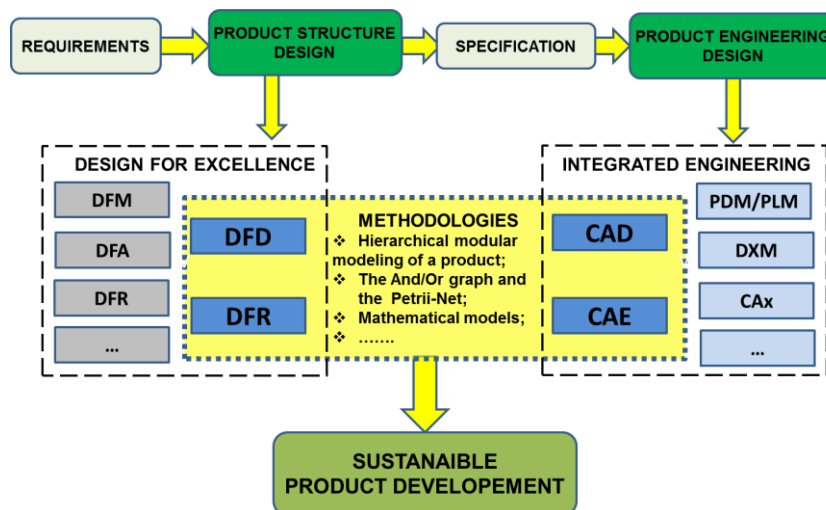 REQUIREMENTS
PRODUCT STRUCTURE
DESIGN
SPECIFICATION
PRODUCT ENGINEERING
DESIGN
DESIGN FOR EXCELLENCE
DFM
DFA
DFR
...
DFD
DFR
METHODOLOGIES
❖ Hierarchical modular
modeling of a product;
❖ The And/Or graph and
the Petrii-Net;
❖ Mathematical models;
❖ .......
CAD
CAE
INTEGRATED ENGINEERING
PDM/PLM
DXM
CAx
...
SUSTANAIBLE
PRODUCT DEVELOPEMENT